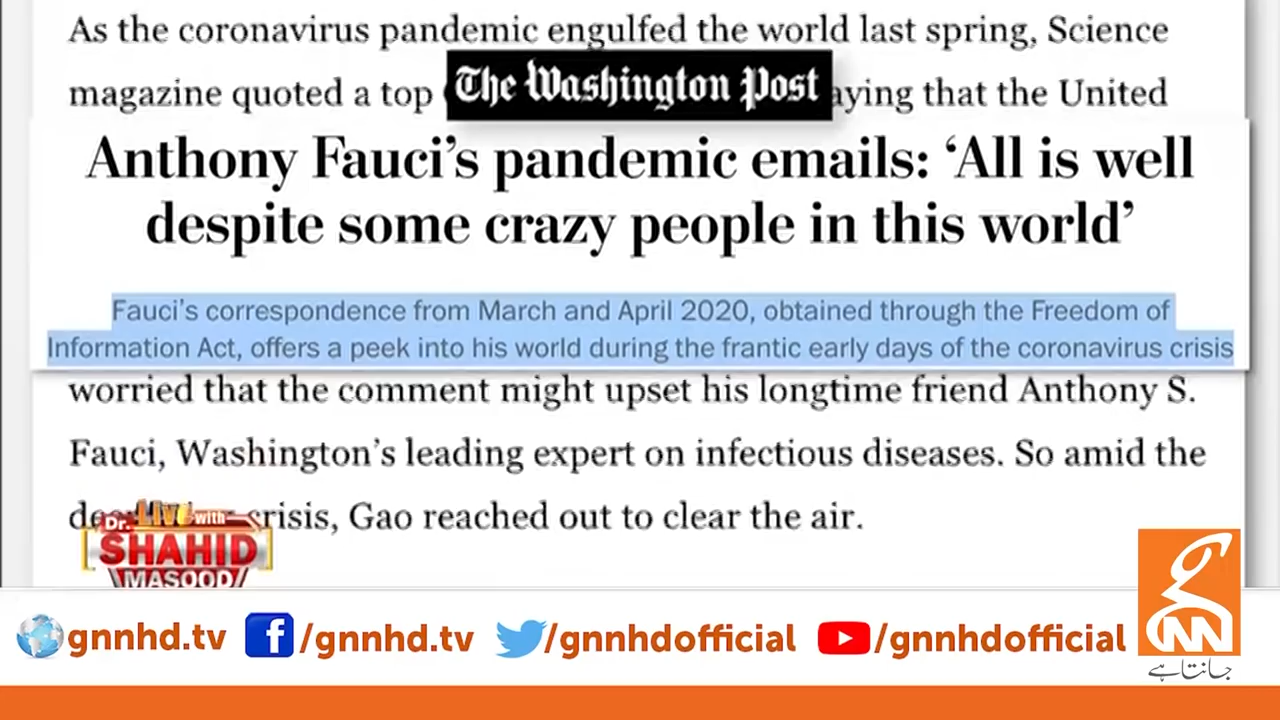 As the coronavirus pandemic engulfed the world last spring, Science
magazine quoted a top
The Washington Post
aying that the United
Anthony Fauci's pandemic emails: ‘All is well
despite some crazy people in this world’
Fauci's correspondence from March and April 2020, obtained through the Freedom of
Information Act, offers a peek into his world during the frantic early days of the coronavirus crisis
worried that the comment might upset his longtime friend Anthony S.
Fauci, Washington's leading expert on infectious diseases. So amid the
crisis, Gao reached out to clear the air.
Dr. LIVE with
SHAHID
MASOOD
gnnhd.tv
/gnnhd.tv
/gnnhdofficial
/gnnhdofficial
GNN
جانتا ہے